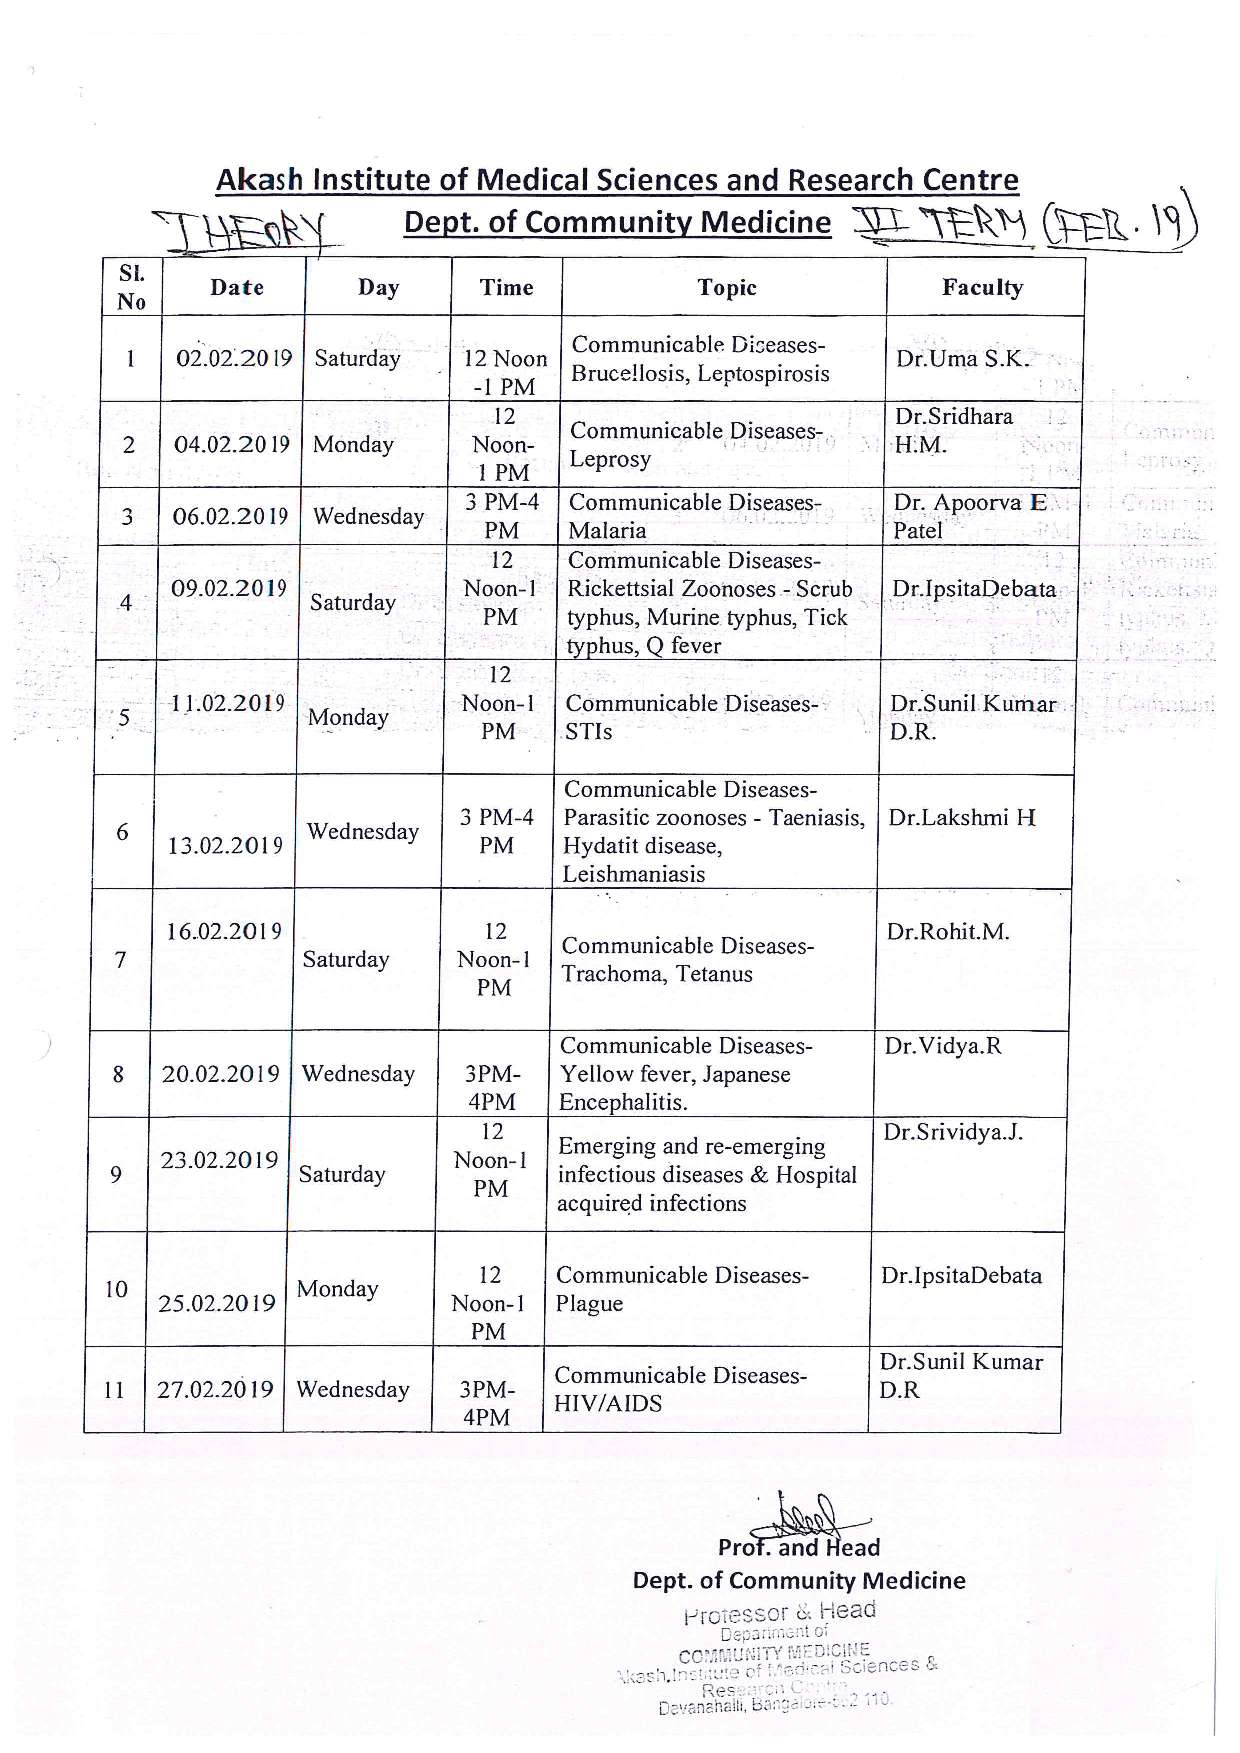 Akash Institute of Medical Sciences and Research Centre
THEORY Dept. of Community Medicine VI TERM (FEB. 19)
Sl. No Date Day Time Topic Faculty
1 02.02.2019 Saturday 12 Noon -1 PM Communicable Diseases- Brucellosis, Leptospirosis Dr.Uma S.K.
2 04.02.2019 Monday 12 Noon- 1 PM Communicable Diseases- Leprosy Dr.Sridhara H.M.
3 06.02.2019 Wednesday 3 PM-4 PM Communicable Diseases- Malaria Dr. Apoorva E Patel
4 09.02.2019 Saturday 12 Noon-1 PM Communicable Diseases- Rickettsial Zoonoses - Scrub typhus, Murine typhus, Tick typhus, Q fever Dr.IpsitaDebata
5 11.02.2019 Monday 12 Noon-1 PM Communicable Diseases- STIs Dr.Sunil Kumar D.R.
6 13.02.2019 Wednesday 3 PM-4 PM Communicable Diseases- Parasitic zoonoses - Taeniasis, Hydatit disease, Leishmaniasis Dr.Lakshmi H
7 16.02.2019 Saturday 12 Noon-1 PM Communicable Diseases- Trachoma, Tetanus Dr.Rohit.M.
8 20.02.2019 Wednesday 3PM- 4PM Communicable Diseases- Yellow fever, Japanese Encephalitis. Dr.Vidya.R
9 23.02.2019 Saturday 12 Noon-1 PM Emerging and re-emerging infectious diseases & Hospital acquired infections Dr.Srividya.J.
10 25.02.2019 Monday 12 Noon-1 PM Communicable Diseases- Plague Dr.IpsitaDebata
11 27.02.2019 Wednesday 3PM- 4PM Communicable Diseases- HIV/AIDS Dr.Sunil Kumar D.R
Prof. and Head
Dept. of Community Medicine
Professor & Head
Department of
COMMUNITY MEDICINE
Akash Institute of Medical Sciences &
Research Centre
Devanahalli,